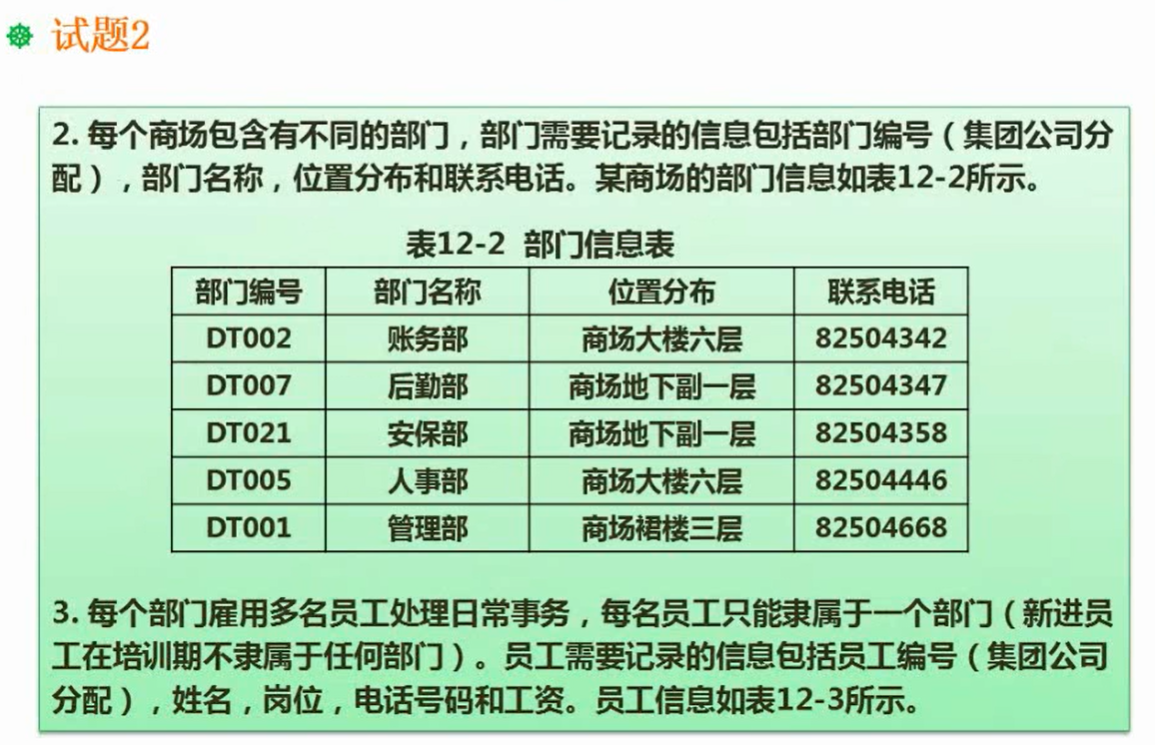 试题2
2. 每个商场包含有不同的部门，部门需要记录的信息包括部门编号（集团公司分
配），部门名称，位置分布和联系电话。某商场的部门信息如表12-2所示。
表12-2 部门信息表
部门编号 部门名称 位置分布 联系电话
DT002 账务部 商场大楼六层 82504342
DT007 后勤部 商场地下副一层 82504347
DT021 安保部 商场地下副一层 82504358
DT005 人事部 商场大楼六层 82504446
DT001 管理部 商场裙楼三层 82504668
3. 每个部门雇用多名员工处理日常事务，每名员工只能隶属于一个部门（新进员
工在培训期不隶属于任何部门）。员工需要记录的信息包括员工编号（集团公司
分配），姓名，岗位，电话号码和工资。员工信息如表12-3所示。